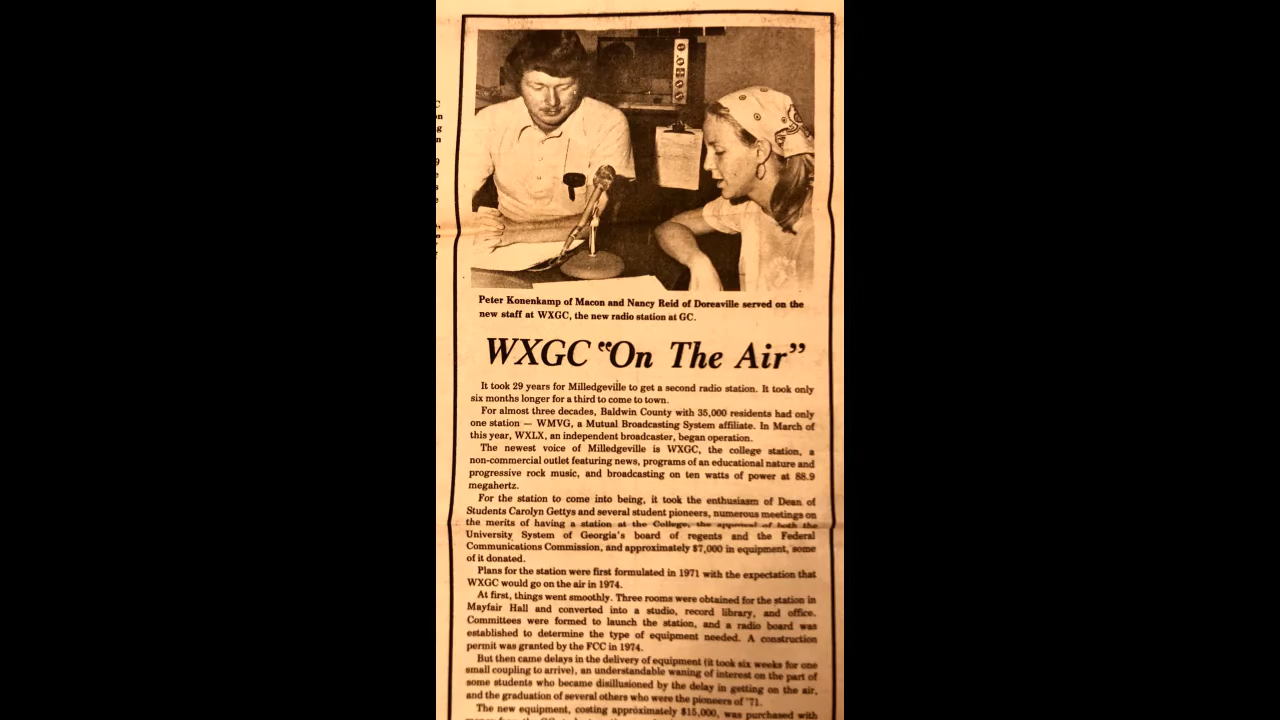 Peter Konenkamp of Macon and Nancy Reid of Doreaville served on the
new staff at WXGC, the new radio station at GC.
WXGC “On The Air”
It took 29 years for Milledgeville to get a second radio station. It took only
six months longer for a third to come to town.
For almost three decades, Baldwin County with 35,000 residents had only
one station — WMVG, a Mutual Broadcasting System affiliate. In March of
this year, WXLX, an independent broadcaster, began operation.
The newest voice of Milledgeville is WXGC, the college station, a
non-commercial outlet featuring news, programs of an educational nature and
progressive rock music, and broadcasting on ten watts of power at 88.9
megahertz.
For the station to come into being, it took the enthusiasm of Dean of
Students Carolyn Gettys and several student pioneers, numerous meetings on
the merits of having a station at the College, the approval of both the
University System of Georgia's board of regents and the Federal
Communications Commission, and approximately $7,000 in equipment, some
of it donated.
Plans for the station were first formulated in 1971 with the expectation that
WXGC would go on the air in 1974.
At first, things went smoothly. Three rooms were obtained for the station in
Mayfair Hall and converted into a studio, record library, and office.
Committees were formed to launch the station, and a radio board was
established to determine the type of equipment needed. A construction
permit was granted by the FCC in 1974.
But then came delays in the delivery of equipment (it took six weeks for one
small coupling to arrive), an understandable waning of interest on the part of
some students who became disillusioned by the delay in getting on the air,
and the graduation of several others who were the pioneers of '71.
The new equipment, costing approximately $15,000, was purchased with